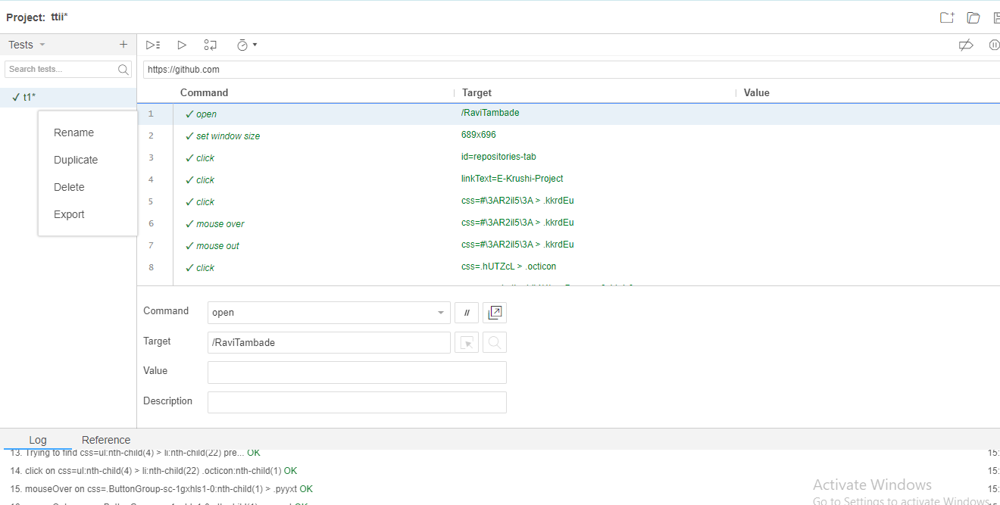 Project: ttii*
Tests
Search tests...
https://github.com
Command Target Value
✓ t1*
1 ✓ open /RaviTambade
2 ✓ set window size 689x696
3 ✓ click id=repositories-tab
4 ✓ click linkText=E-Krushi-Project
5 ✓ click css=#\3AR2il5\3A > .kkrdEu
6 ✓ mouse over css=#\3AR2il5\3A > .kkrdEu
7 ✓ mouse out css=#\3AR2il5\3A > .kkrdEu
8 ✓ click css=.hUTZcL > .octicon
Rename
Duplicate
Delete
Export
Command open //
Target /RaviTambade
Value
Description
Log Reference
13. Trying to find css=ul:nth-child(4) > li:nth-child(22) pre... OK 15:
14. click on css=ul:nth-child(4) > li:nth-child(22) .octicon:nth-child(1) OK 15:
15. mouseOver on css=.ButtonGroup-sc-1gxhls1-0:nth-child(1) > .pyyxt OK 15:
Activate Windows
Go to Settings to activate Windows.